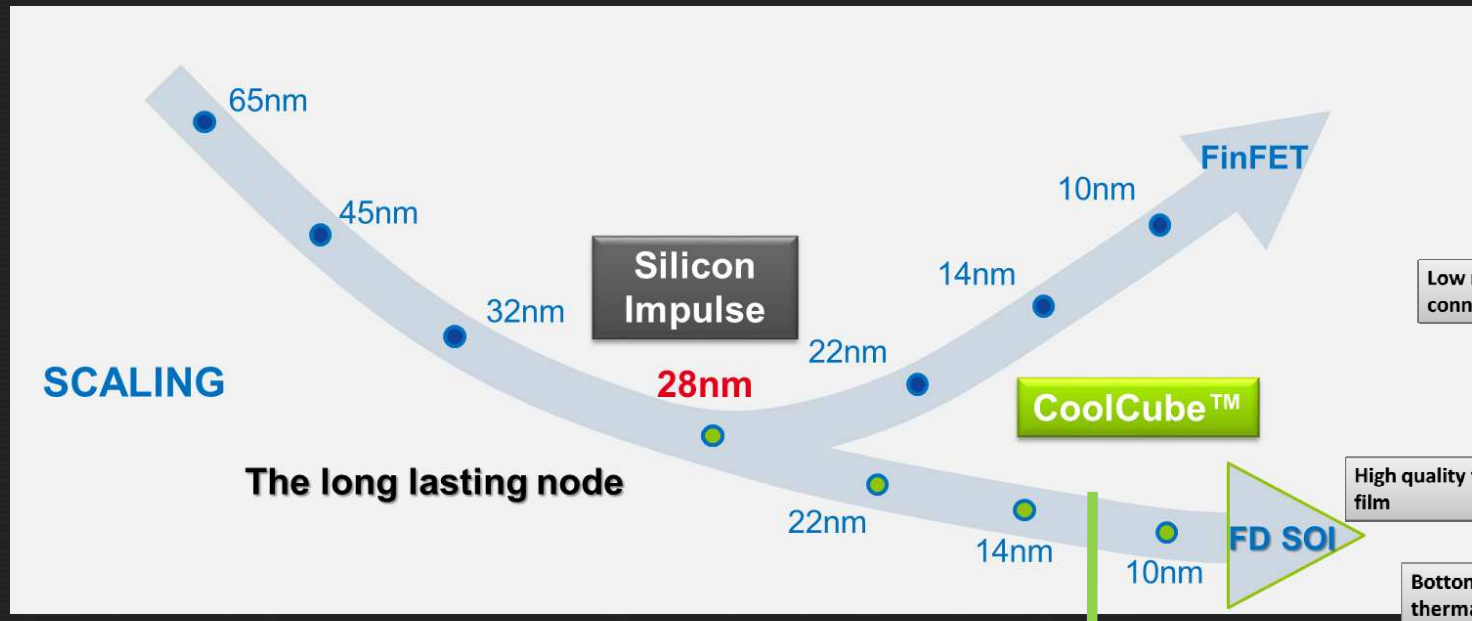 65nm
45nm
32nm
SCALING
Silicon
Impulse
28nm
The long lasting node
22nm
14nm
10nm
FinFET
CoolCube™
22nm
14nm
10nm
FD SOI
Low
conn
High quality
film
Bottom
therma